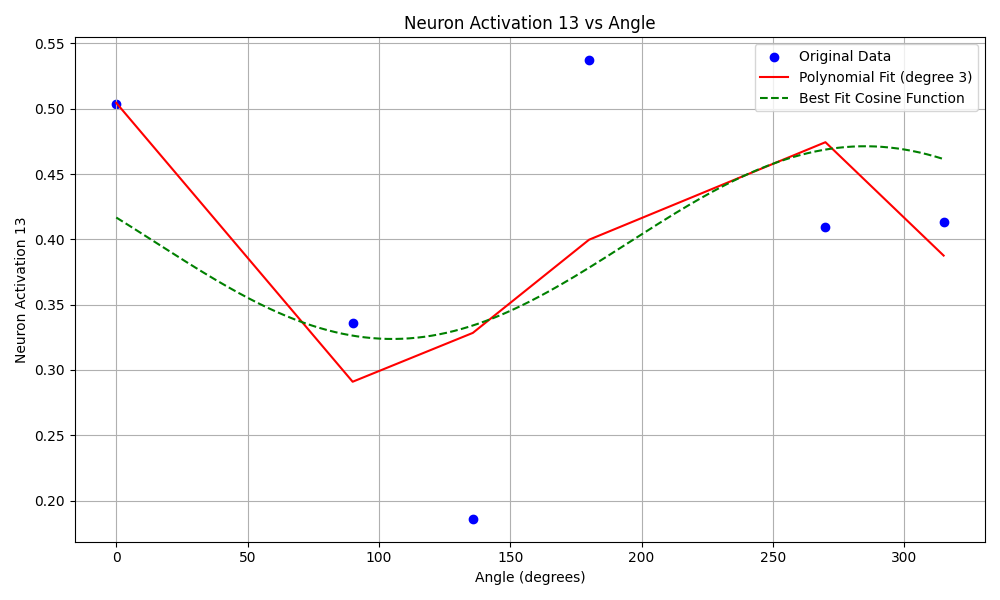 Neuron Activation 13 vs Angle
Original Data
Polynomial Fit (degree 3)
Best Fit Cosine Function
Neuron Activation 13
0.55
0.50
0.45
0.40
0.35
0.30
0.25
0.20
0 50 100 150 200 250 300
Angle (degrees)